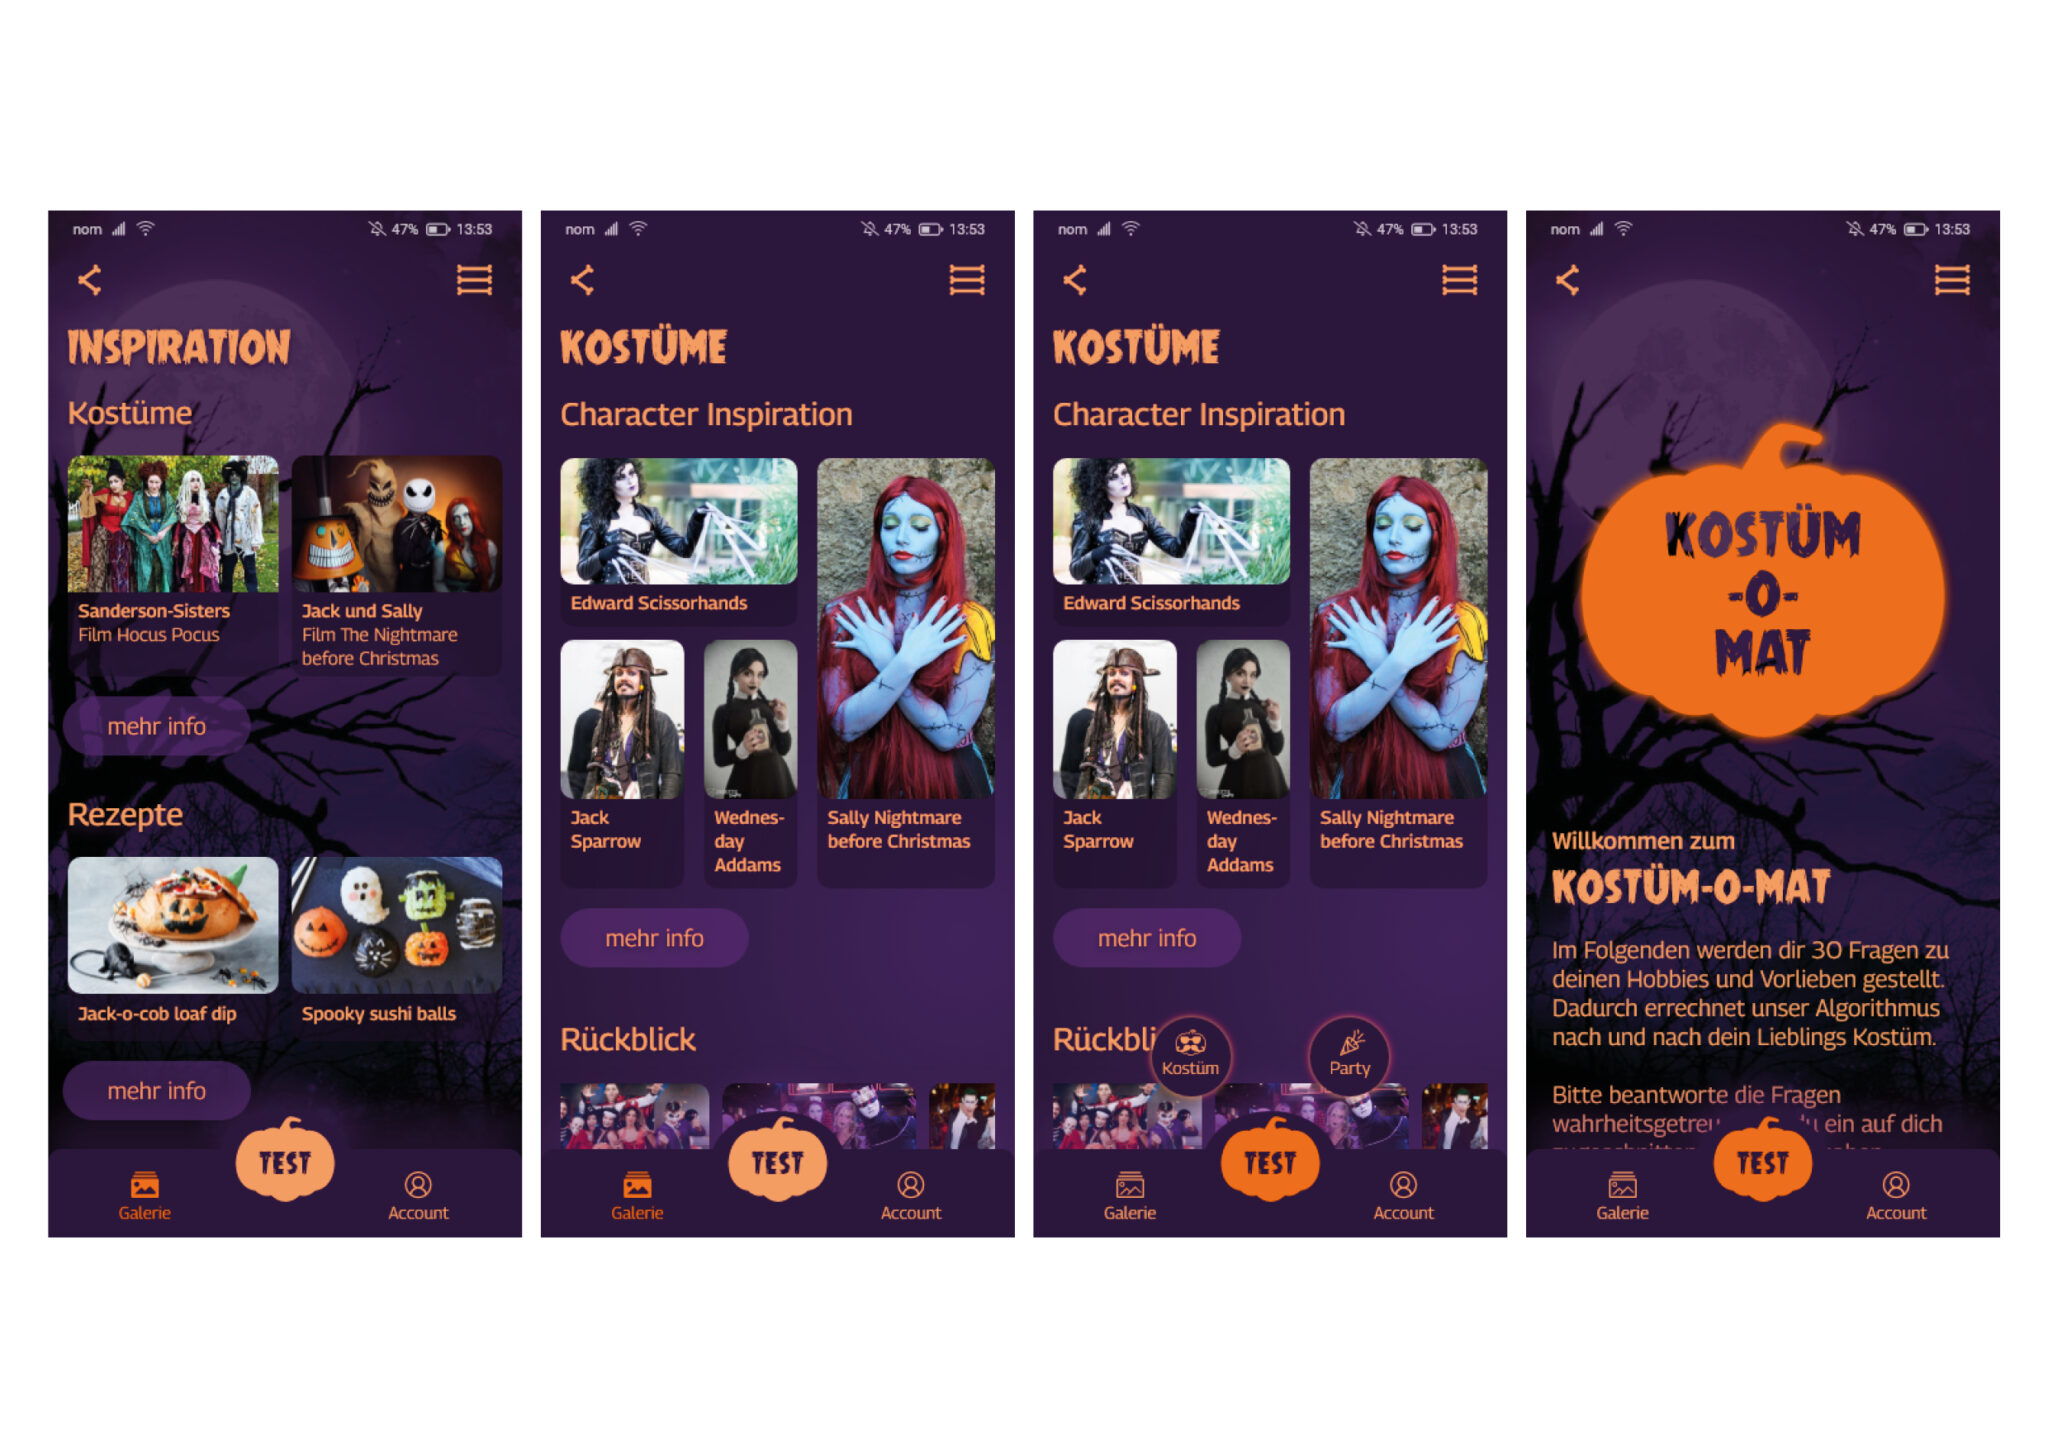 nom 47% 13:53
INSPIRATION
Kostüme
Sanderson-Sisters
Film Hocus Pocus
Jack und Sally
Film The Nightmare
before Christmas
mehr info
Rezepte
Jack-o-cob loaf dip
Spooky sushi balls
mehr info
TEST
Galerie
Account
nom 47% 13:53
KOSTÜME
Character Inspiration
Edward Scissorhands
Jack
Sparrow
Wednes-
day
Addams
Sally Nightmare
before Christmas
mehr info
Rückblick
TEST
Galerie
Account
nom 47% 13:53
KOSTÜME
Character Inspiration
Edward Scissorhands
Jack
Sparrow
Wednes-
day
Addams
Sally Nightmare
before Christmas
mehr info
Rückbli
Kostüm
Party
TEST
Galerie
Account
nom 47% 13:53
KOSTÜM
-O-
MAT
Willkommen zum
KOSTÜM-O-MAT
Im Folgenden werden dir 30 Fragen zu
deinen Hobbies und Vorlieben gestellt.
Dadurch errechnet unser Algorithmus
nach und nach dein Lieblings Kostüm.
Bitte beantworte die Fragen
wahrheitsgetreu ein auf dich
TEST
Galerie
Account